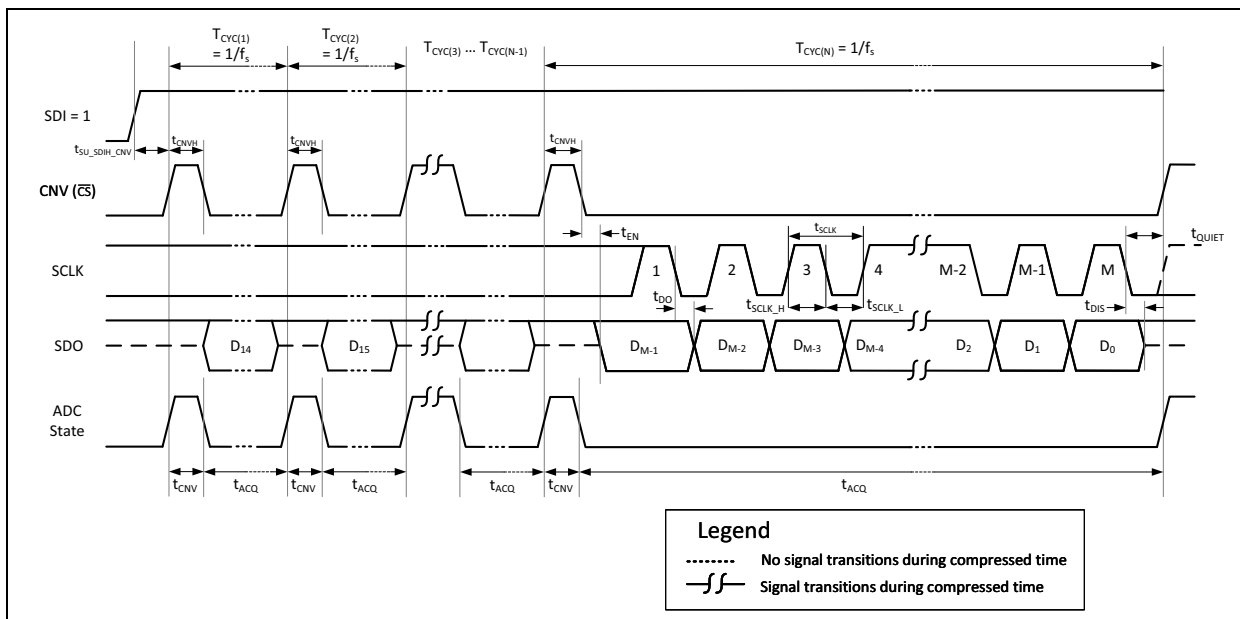 T_CYC(1)
= 1/f_s
T_CYC(2)
= 1/f_s
T_CYC(3) ... T_CYC(N-1)
T_CYC(N) = 1/f_s
SDI = 1
t_SU_SDIH_CNV
t_CNVH
t_CNVH
t_CNVH
CNV (C̅S̅)
t_EN
t_SCLK
t_QUIET
SCLK
1
2
3
4
M-2
M-1
M
t_DO
t_SCLK_H
t_SCLK_L
t_DIS
SDO
D_14
D_15
D_M-1
D_M-2
D_M-3
D_M-4
D_2
D_1
D_0
ADC
State
t_CNV
t_ACQ
t_CNV
t_ACQ
t_ACQ
t_CNV
t_ACQ
Legend
No signal transitions during compressed time
Signal transitions during compressed time